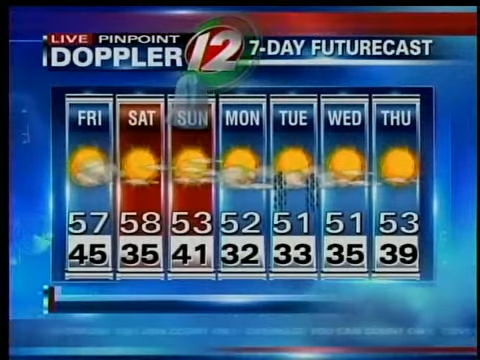 LIVE PINPOINT
DOPPLER 12 7-DAY FUTURECAST
FRI SAT SUN MON TUE WED THU
57 58 53 52 51 51 53
45 35 41 32 33 35 39